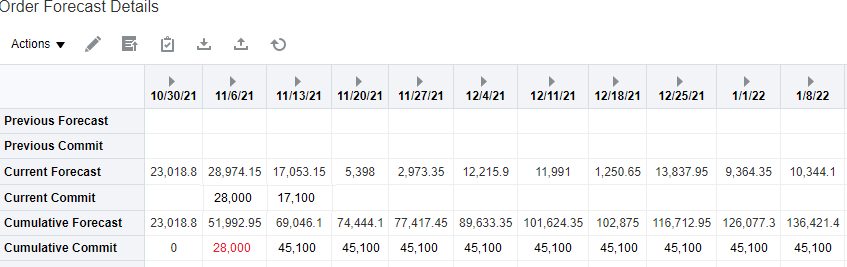 Order Forecast Details
Actions
10/30/21 11/6/21 11/13/21 11/20/21 11/27/21 12/4/21 12/11/21 12/18/21 12/25/21 1/1/22 1/8/22
Previous Forecast
Previous Commit
Current Forecast 23,018.8 28,974.15 17,053.15 5,398 2,973.35 12,215.9 11,991 1,250.65 13,837.95 9,364.35 10,344.1
Current Commit 28,000 17,100
Cumulative Forecast 23,018.8 51,992.95 69,046.1 74,444.1 77,417.45 89,633.35 101,624.35 102,875 116,712.95 126,077.3 136,421.4
Cumulative Commit 0 28,000 45,100 45,100 45,100 45,100 45,100 45,100 45,100 45,100 45,100